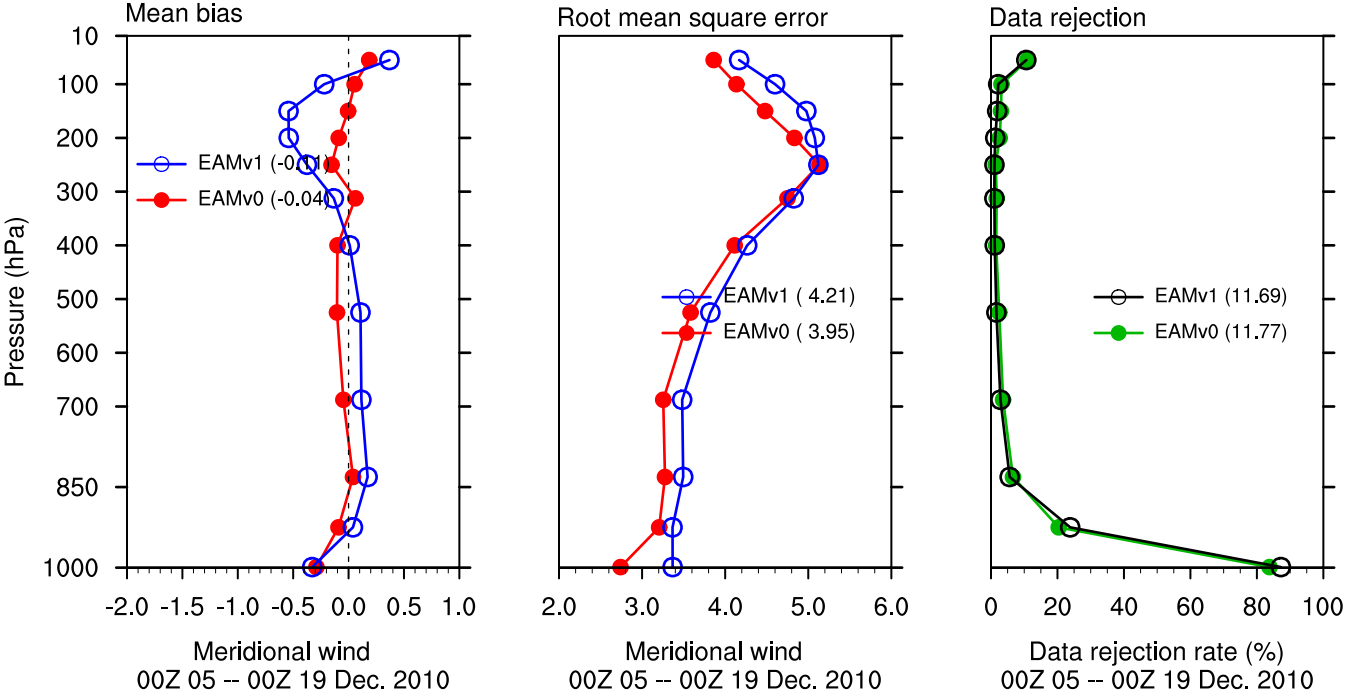 Mean bias
Root mean square error
Data rejection
Pressure (hPa)
10
100
200
300
400
500
600
700
850
1000
EAMv1 (-0.11)
EAMv0 (-0.04)
EAMv1 ( 4.21)
EAMv0 ( 3.95)
EAMv1 (11.69)
EAMv0 (11.77)
-2.0 -1.5 -1.0 -0.5 0.0 0.5 1.0
2.0 3.0 4.0 5.0 6.0
0 20 40 60 80 100
Meridional wind
00Z 05 -- 00Z 19 Dec. 2010
Meridional wind
00Z 05 -- 00Z 19 Dec. 2010
Data rejection rate (%)
00Z 05 -- 00Z 19 Dec. 2010